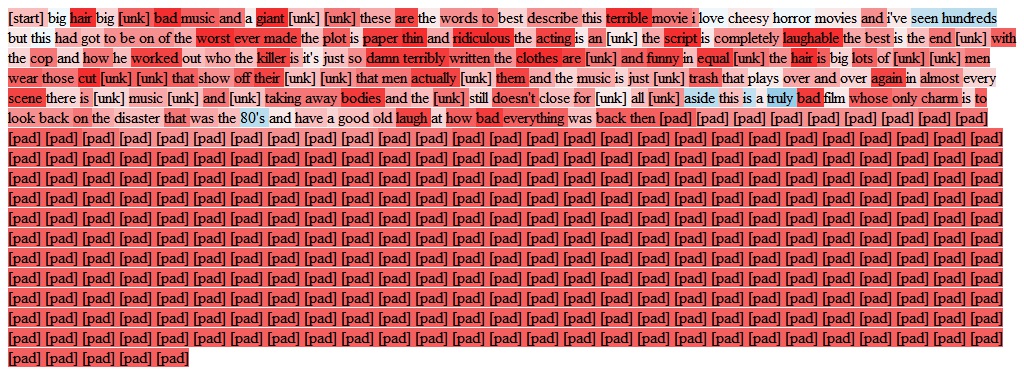 [start] big hair big [unk] bad music and a giant [unk] [unk] these are the words to best describe this terrible movie i love cheesy horror movies and i've seen hundreds
but this had got to be on of the worst ever made the plot is paper thin and ridiculous the acting is an [unk] the script is completely laughable the best is the end [unk] with
the cop and how he worked out who the killer is it's just so damn terribly written the clothes are [unk] and funny in equal [unk] the hair is big lots of [unk] [unk] men
wear those cut [unk] [unk] that show off their [unk] [unk] that men actually [unk] them and the music is just [unk] trash that plays over and over again in almost every
scene there is [unk] music [unk] and [unk] taking away bodies and the [unk] still doesn't close for [unk] all [unk] aside this is a truly bad film whose only charm is to
look back on the disaster that was the 80's and have a good old laugh at how bad everything was back then [pad] [pad] [pad] [pad] [pad] [pad] [pad] [pad] [pad]
[pad] [pad] [pad] [pad] [pad] [pad] [pad] [pad] [pad] [pad] [pad] [pad] [pad] [pad] [pad] [pad] [pad] [pad] [pad] [pad] [pad] [pad] [pad] [pad] [pad] [pad] [pad]
[pad] [pad] [pad] [pad] [pad] [pad] [pad] [pad] [pad] [pad] [pad] [pad] [pad] [pad] [pad] [pad] [pad] [pad] [pad] [pad] [pad] [pad] [pad] [pad] [pad] [pad] [pad]
[pad] [pad] [pad] [pad] [pad] [pad] [pad] [pad] [pad] [pad] [pad] [pad] [pad] [pad] [pad] [pad] [pad] [pad] [pad] [pad] [pad] [pad] [pad] [pad] [pad] [pad] [pad]
[pad] [pad] [pad] [pad] [pad] [pad] [pad] [pad] [pad] [pad] [pad] [pad] [pad] [pad] [pad] [pad] [pad] [pad] [pad] [pad] [pad] [pad] [pad] [pad] [pad] [pad] [pad]
[pad] [pad] [pad] [pad] [pad] [pad] [pad] [pad] [pad] [pad] [pad] [pad] [pad] [pad] [pad] [pad] [pad] [pad] [pad] [pad] [pad] [pad] [pad] [pad] [pad] [pad] [pad]
[pad] [pad] [pad] [pad] [pad] [pad] [pad] [pad] [pad] [pad] [pad] [pad] [pad] [pad] [pad] [pad] [pad] [pad] [pad] [pad] [pad] [pad] [pad] [pad] [pad] [pad] [pad]
[pad] [pad] [pad] [pad] [pad] [pad] [pad] [pad] [pad] [pad] [pad] [pad] [pad] [pad] [pad] [pad] [pad] [pad] [pad] [pad] [pad] [pad] [pad] [pad] [pad] [pad] [pad]
[pad] [pad] [pad] [pad] [pad] [pad] [pad] [pad] [pad] [pad] [pad] [pad] [pad] [pad] [pad] [pad] [pad] [pad] [pad] [pad] [pad] [pad] [pad] [pad] [pad] [pad] [pad]
[pad] [pad] [pad] [pad] [pad] [pad] [pad] [pad] [pad] [pad] [pad] [pad] [pad] [pad] [pad] [pad] [pad] [pad] [pad] [pad] [pad] [pad] [pad] [pad] [pad] [pad] [pad]
[pad] [pad] [pad] [pad] [pad] [pad] [pad] [pad] [pad] [pad] [pad] [pad] [pad] [pad] [pad] [pad] [pad] [pad] [pad] [pad] [pad] [pad] [pad] [pad] [pad] [pad] [pad]
[pad] [pad] [pad] [pad] [pad] [pad] [pad] [pad] [pad] [pad] [pad] [pad] [pad] [pad] [pad] [pad] [pad] [pad] [pad] [pad] [pad] [pad] [pad] [pad] [pad] [pad] [pad]
[pad] [pad] [pad] [pad] [pad]